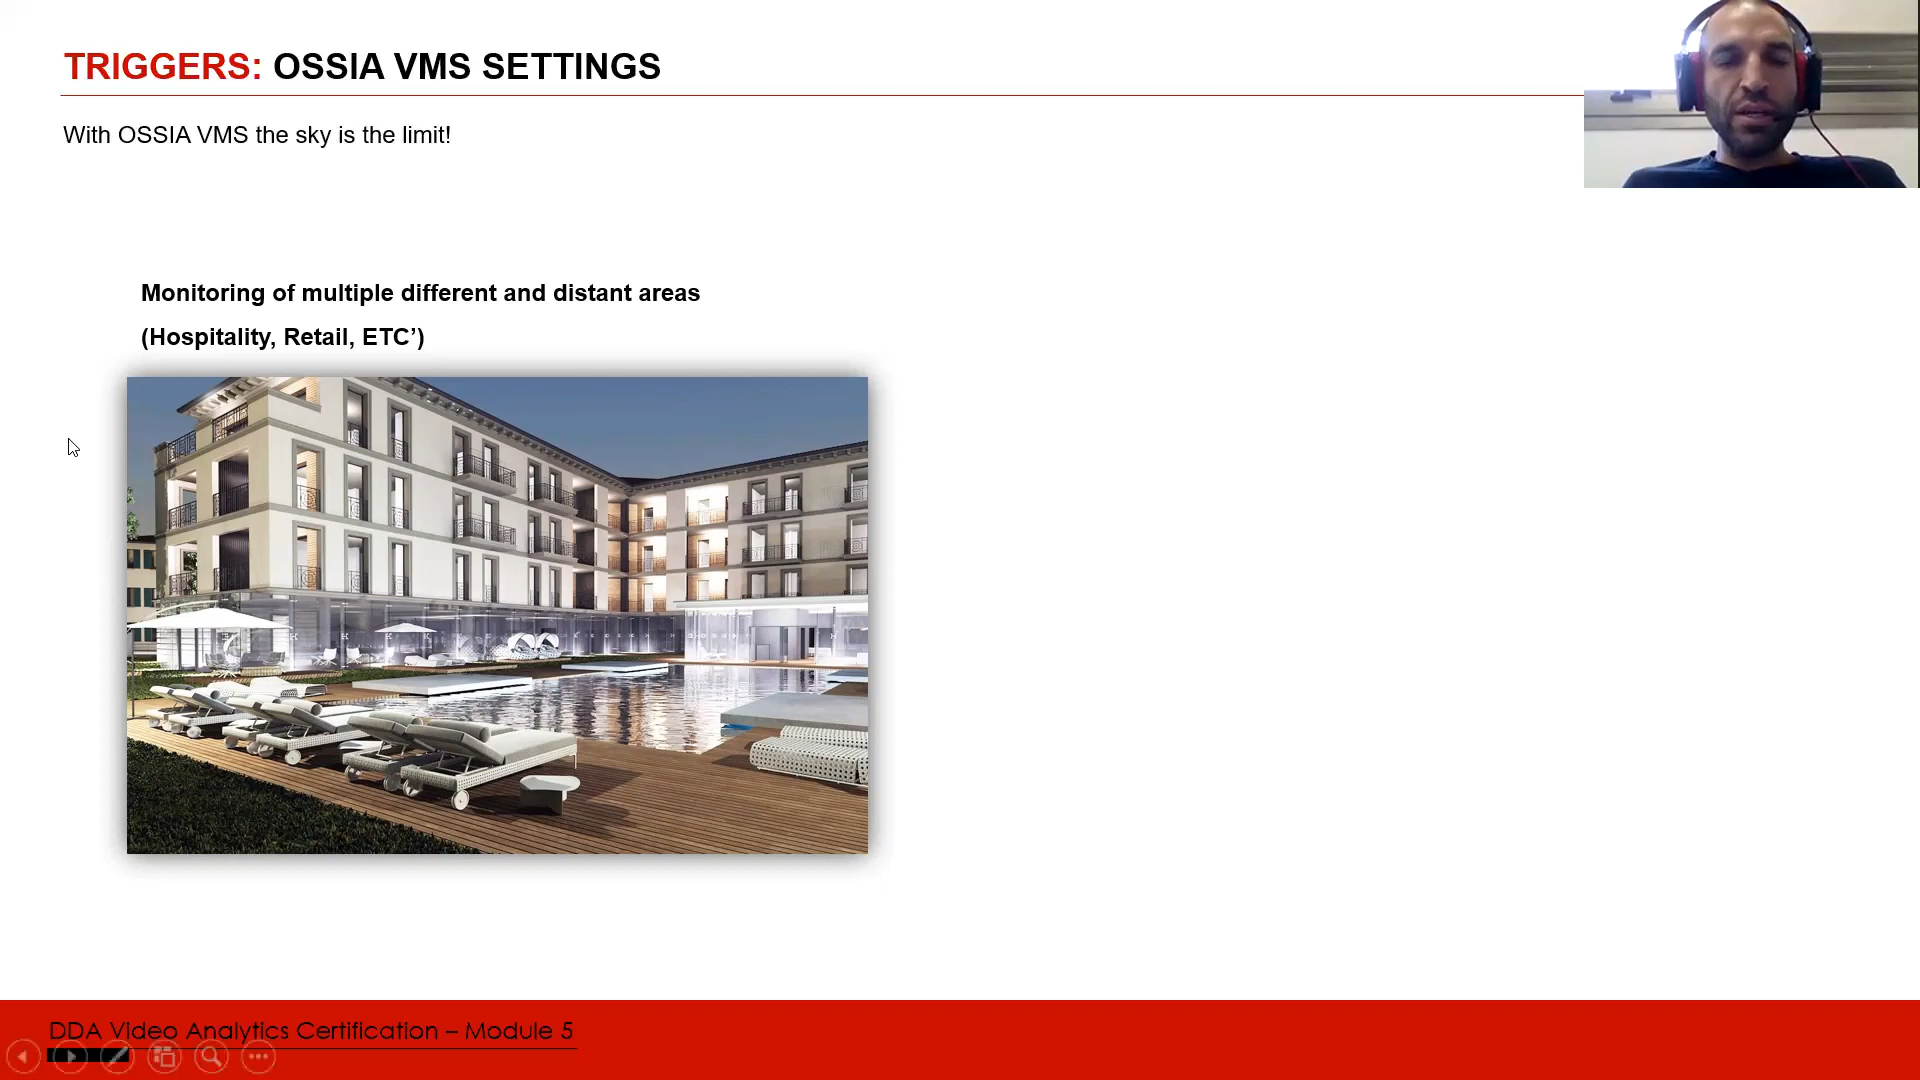 TRIGGERS: OSSIA VMS SETTINGS
With OSSIA VMS the sky is the limit!
Monitoring of multiple different and distant areas
(Hospitality, Retail, ETC’)
DDA Video Analytics Certification – Module 5